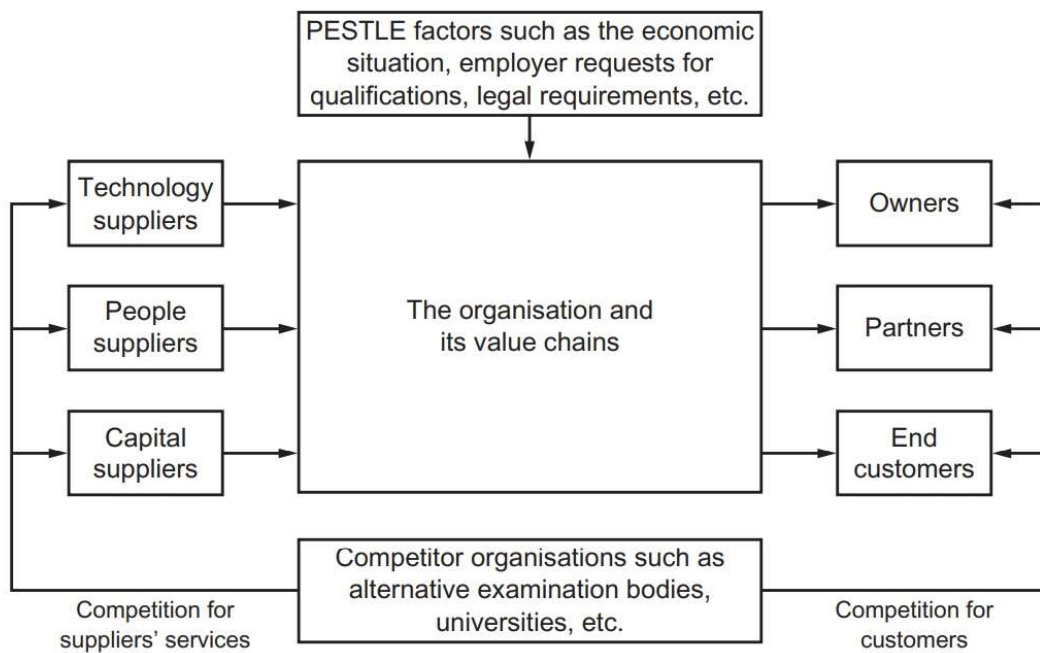 PESTLE factors such as the economic
situation, employer requests for
qualifications, legal requirements, etc.
Technology
suppliers
Owners
People
suppliers
The organisation and
its value chains
Partners
Capital
suppliers
End
customers
Competitor organisations such as
alternative examination bodies,
universities, etc.
Competition for
suppliers’ services
Competition for
customers